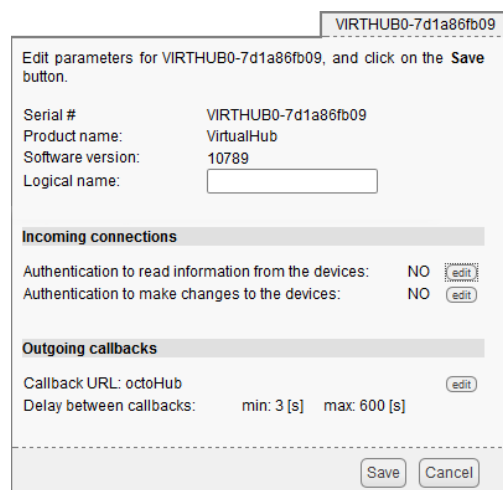 VIRTHUB0-7d1a86fb09
Edit parameters for VIRTHUB0-7d1a86fb09, and click on the Save
button.
Serial # VIRTHUB0-7d1a86fb09
Product name: VirtualHub
Software version: 10789
Logical name:
Incoming connections
Authentication to read information from the devices: NO edit
Authentication to make changes to the devices: NO edit
Outgoing callbacks
Callback URL: octoHub edit
Delay between callbacks: min: 3 [s] max: 600 [s]
Save Cancel